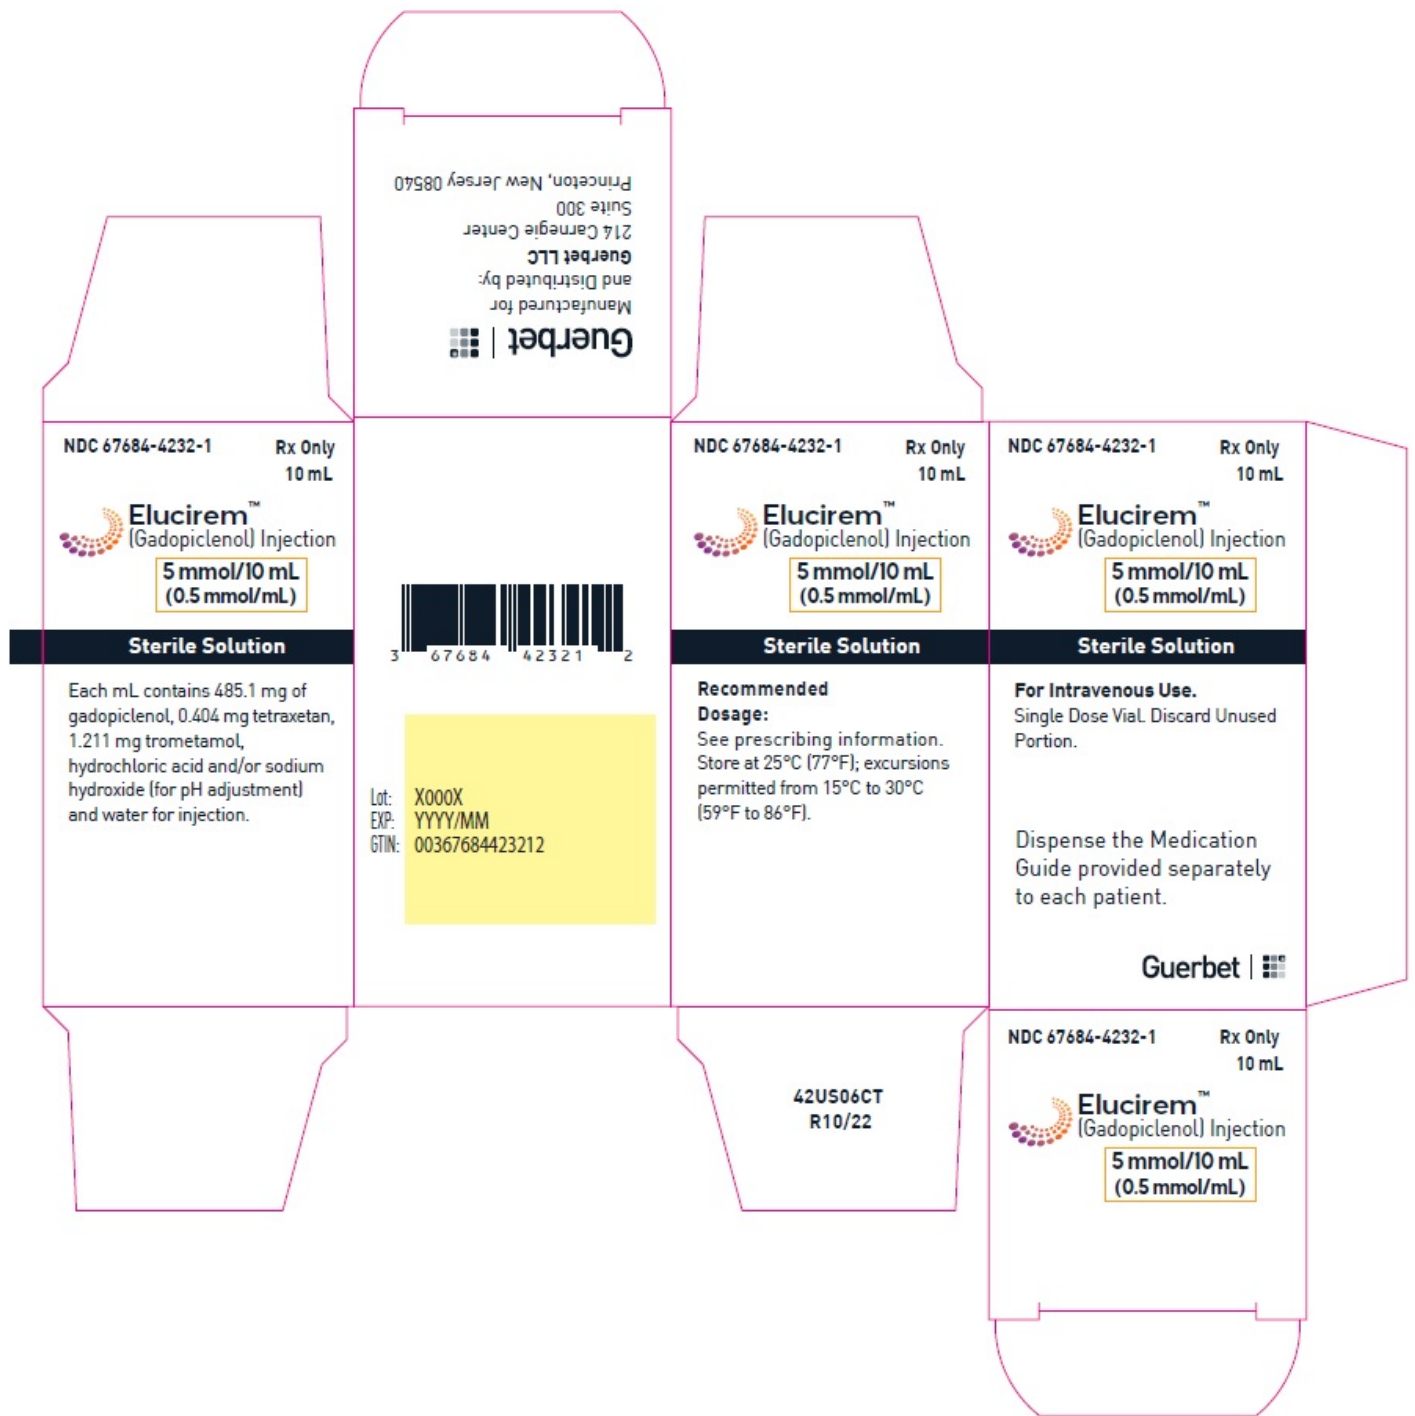 Guerbet
Manufactured for
and Distributed by:
Guerbet LLC
214 Carnegie Center
Suite 300
Princeton, New Jersey 08540
NDC 67684-4232-1 Rx Only
10 mL
Elucirem™
(Gadopiclenol) Injection
5 mmol/10 mL
(0.5 mmol/mL)
Sterile Solution
Each mL contains 485.1 mg of
gadopiclenol, 0.404 mg tetraxetan,
1.211 mg trometamol,
hydrochloric acid and/or sodium
hydroxide (for pH adjustment)
and water for injection.
3 67684 42321 2
Lot: X000X
EXP: YYYY/MM
GTIN: 00367684423212
NDC 67684-4232-1 Rx Only
10 mL
Elucirem™
(Gadopiclenol) Injection
5 mmol/10 mL
(0.5 mmol/mL)
Sterile Solution
Recommended
Dosage:
See prescribing information.
Store at 25°C (77°F); excursions
permitted from 15°C to 30°C
(59°F to 86°F).
NDC 67684-4232-1 Rx Only
10 mL
Elucirem™
(Gadopiclenol) Injection
5 mmol/10 mL
(0.5 mmol/mL)
Sterile Solution
For Intravenous Use.
Single Dose Vial. Discard Unused
Portion.
Dispense the Medication
Guide provided separately
to each patient.
Guerbet
42US06CT
R10/22
NDC 67684-4232-1 Rx Only
10 mL
Elucirem™
(Gadopiclenol) Injection
5 mmol/10 mL
(0.5 mmol/mL)